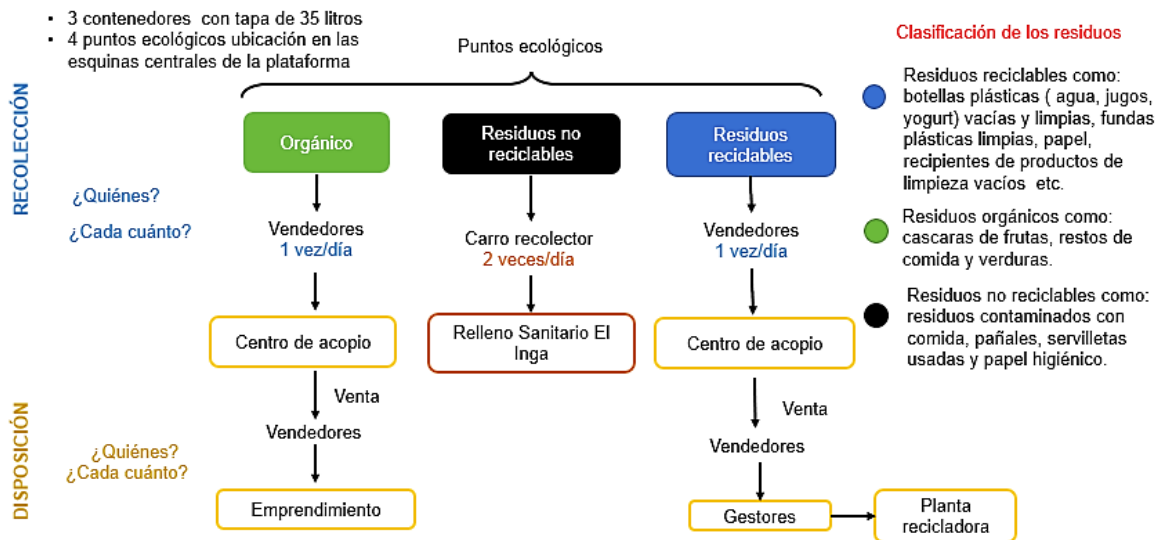 • 3 contenedores con tapa de 35 litros
• 4 puntos ecológicos ubicación en las
esquinas centrales de la plataforma
Puntos ecológicos
RECOLECCIÓN
Orgánico
Residuos no
reciclables
Residuos
reciclables
¿Quiénes?
¿Cada cuánto?
Vendedores
1 vez/día
Carro recolector
2 veces/día
Vendedores
1 vez/día
Centro de acopio
Relleno Sanitario El
Inga
Centro de acopio
DISPOSICIÓN
Venta
Vendedores
Venta
Vendedores
¿Quiénes?
¿Cada cuánto?
Emprendimiento
Gestores
Planta
recicladora
Clasificación de los residuos
Residuos reciclables como:
botellas plásticas ( agua, jugos,
yogurt) vacías y limpias, fundas
plásticas limpias, papel,
recipientes de productos de
limpieza vacíos etc.
Residuos orgánicos como:
cascaras de frutas, restos de
comida y verduras.
Residuos no reciclables como:
residuos contaminados con
comida, pañales, servilletas
usadas y papel higiénico.